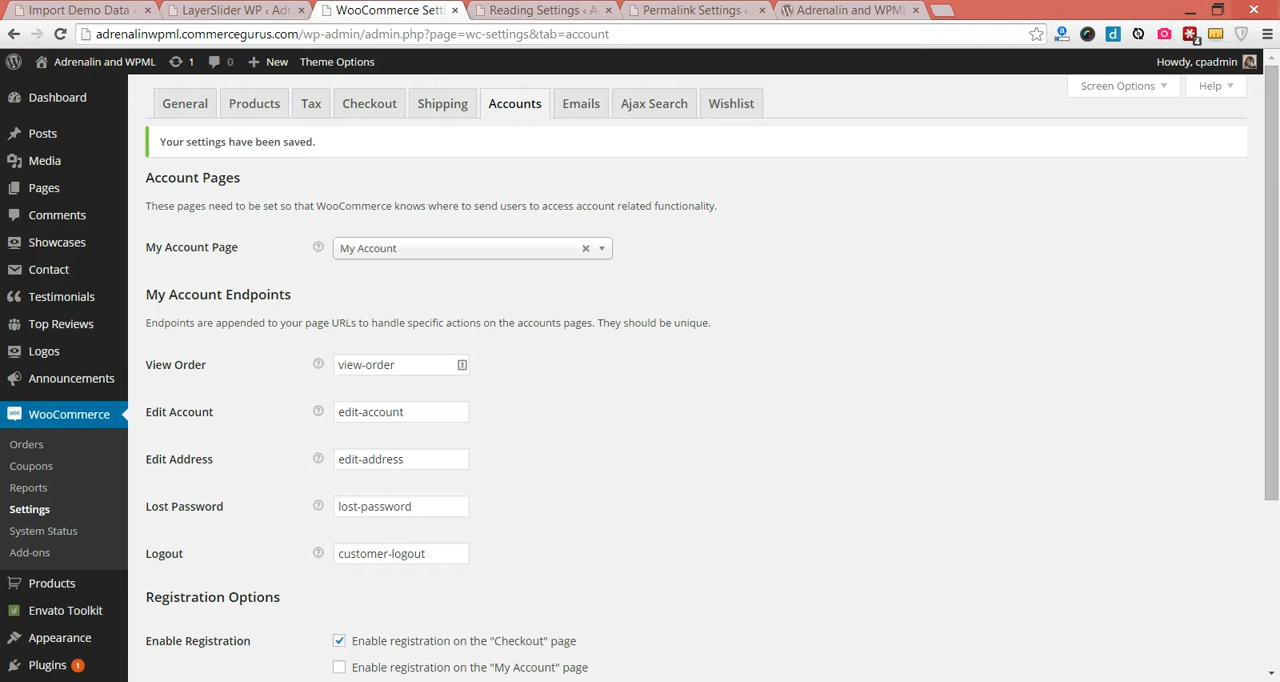 Import Demo Data ‹
LayerSlider WP ‹ Adr
WooCommerce Setti
Reading Settings ‹ A
Permalink Settings ‹
Adrenalin and WPML
adrenalinwpml.commercegurus.com/wp-admin/admin.php?page=wc-settings&tab=account
Adrenalin and WPML 1 0 New Theme Options Howdy, cpadmin
Screen Options Help
General Products Tax Checkout Shipping Accounts Emails Ajax Search Wishlist
Your settings have been saved.
Dashboard
Posts
Media
Pages
Comments
Showcases
Contact
Testimonials
Top Reviews
Logos
Announcements
WooCommerce
Orders
Coupons
Reports
Settings
System Status
Add-ons
Products
Envato Toolkit
Appearance
Plugins 1
Account Pages
These pages need to be set so that WooCommerce knows where to send users to access account related functionality.
My Account Page My Account
My Account Endpoints
Endpoints are appended to your page URLs to handle specific actions on the accounts pages. They should be unique.
View Order view-order
Edit Account edit-account
Edit Address edit-address
Lost Password lost-password
Logout customer-logout
Registration Options
Enable Registration Enable registration on the "Checkout" page
Enable registration on the "My Account" page